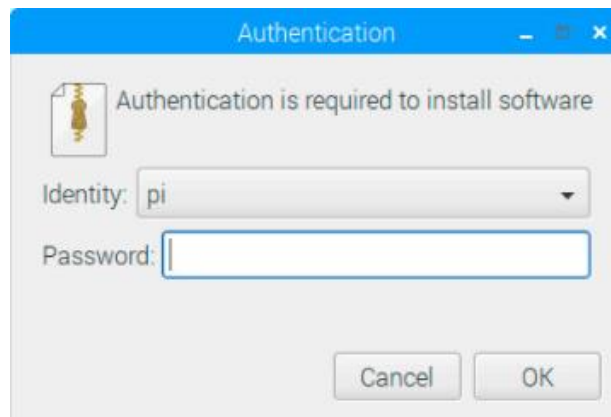 Authentication
Authentication is required to install software
Identity: pi
Password:
Cancel OK